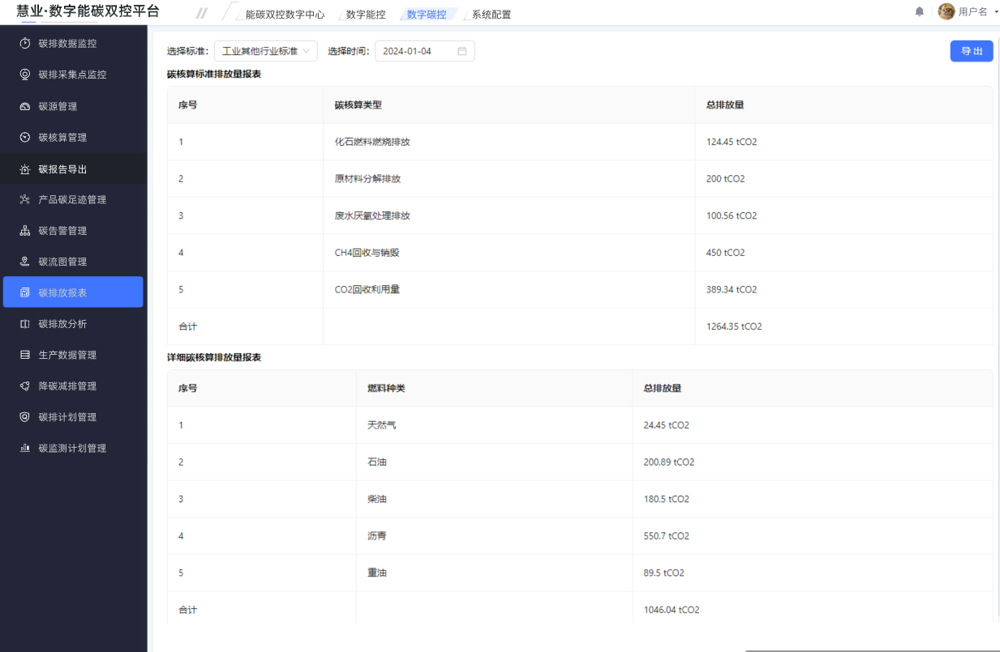 慧业·数字能碳双控平台
能碳双控数字中心 数字能控 数字碳控 系统配置 用户名
碳排数据监控
碳排采集点监控
碳源管理
碳核算管理
碳报告导出
产品碳足迹管理
碳告警管理
碳流图管理
碳排放报表
碳排放分析
生产数据管理
降碳减排管理
碳排计划管理
碳监测计划管理
选择标准: 工业其他行业标准 选择时间: 2024-01-04 导 出
碳核算标准排放量报表
序号 碳核算类型 总排放量
1 化石燃料燃烧排放 124.45 tCO2
2 原材料分解排放 200 tCO2
3 废水厌氧处理排放 100.56 tCO2
4 CH4回收与销毁 450 tCO2
5 CO2回收利用量 389.34 tCO2
合计 1264.35 tCO2
详细碳核算排放量报表
序号 燃料种类 总排放量
1 天然气 24.45 tCO2
2 石油 200.89 tCO2
3 柴油 180.5 tCO2
4 沥青 550.7 tCO2
5 重油 89.5 tCO2
合计 1046.04 tCO2